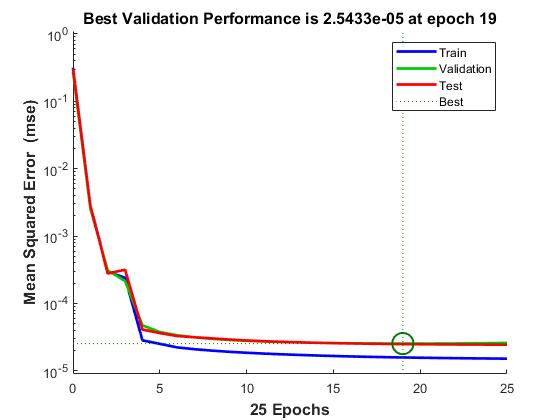 Best Validation Performance is 2.5433e-05 at epoch 19
Mean Squared Error (mse)
10^0
10^-1
10^-2
10^-3
10^-4
10^-5
Train
Validation
Test
Best
0 5 10 15 20 25
25 Epochs